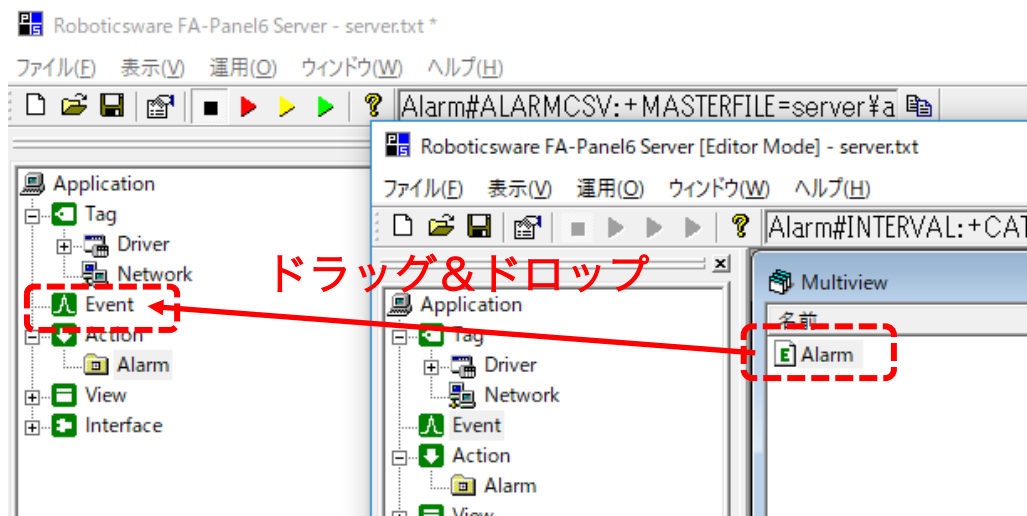 Roboticsware FA-Panel6 Server - server.txt *
ファイル(F) 表示(V) 運用(O) ウィンドウ(W) ヘルプ(H)
Alarm#ALARMCSV:+MASTERFILE=server¥a
Application
Tag
Driver
Network
Event
Action
Alarm
View
Interface
ドラッグ&ドロップ
Roboticsware FA-Panel6 Server [Editor Mode] - server.txt
ファイル(F) 表示(V) 運用(O) ウィンドウ(W) ヘルプ(H)
Alarm#INTERVAL:+CAT
Application
Tag
Driver
Network
Event
Action
Alarm
View
Multiview
名前
Alarm